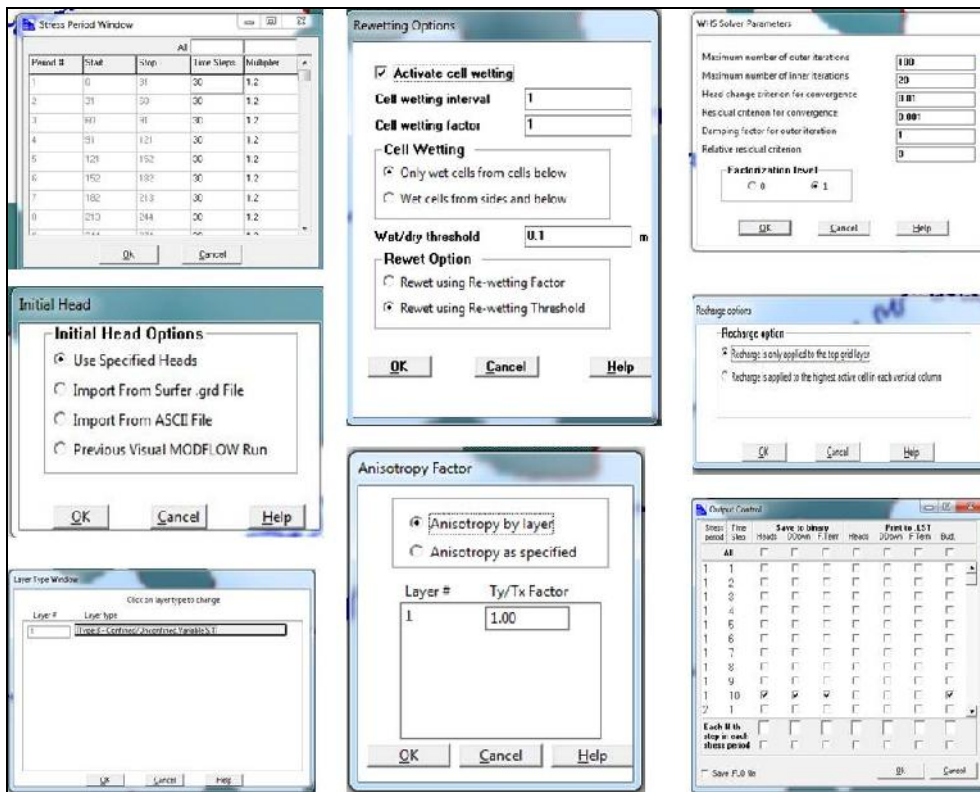 Stress Period Window
All
Period # Start Stop Time Steps Multiplier
1 0 31 30 1.2
2 31 60 30 1.2
3 60 91 30 1.2
4 91 121 30 1.2
5 121 152 30 1.2
6 152 182 30 1.2
7 182 213 30 1.2
8 213 244 30 1.2
Ok Cancel
Initial Head
Initial Head Options
Use Specified Heads
Import From Surfer .grd File
Import From ASCII File
Previous Visual MODFLOW Run
OK Cancel Help
Layer Type Window
Click on layer type to change
Layer # Layer type
1 Type 3 - Confined/Unconfined, Variable S, T
OK Cancel Help
Rewetting Options
Activate cell wetting
Cell wetting interval 1
Cell wetting factor 1
Cell Wetting
Only wet cells from cells below
Wet cells from sides and below
Wet/dry threshold 0.1 m
Rewet Option
Rewet using Re-wetting Factor
Rewet using Re-wetting Threshold
OK Cancel Help
Anisotropy Factor
Anisotropy by layer
Anisotropy as specified
Layer # Ty/Tx Factor
1 1.00
OK Cancel Help
WHS Solver Parameters
Maximum number of outer iterations 100
Maximum number of inner iterations 20
Head change criterion for convergence 0.01
Residual criterion for convergence 0.001
Damping factor for outer iteration 1
Relative residual criterion 0
Factorization level
0 1
OK Cancel Help
Recharge options
Recharge option
Recharge is only applied to the top grid layer
Recharge is applied to the highest active cell in each vertical column
OK Cancel Help
Output Control
Stress Time Save to binary Print to .LST
period Step Heads DDown F.Term Heads DDown F.Term Bud.
All
1 1
1 2
1 3
1 4
1 5
1 6
1 7
1 8
1 9
1 10
2 1
Each N th
step in each
stress period
Save .FLO file
Ok Cancel